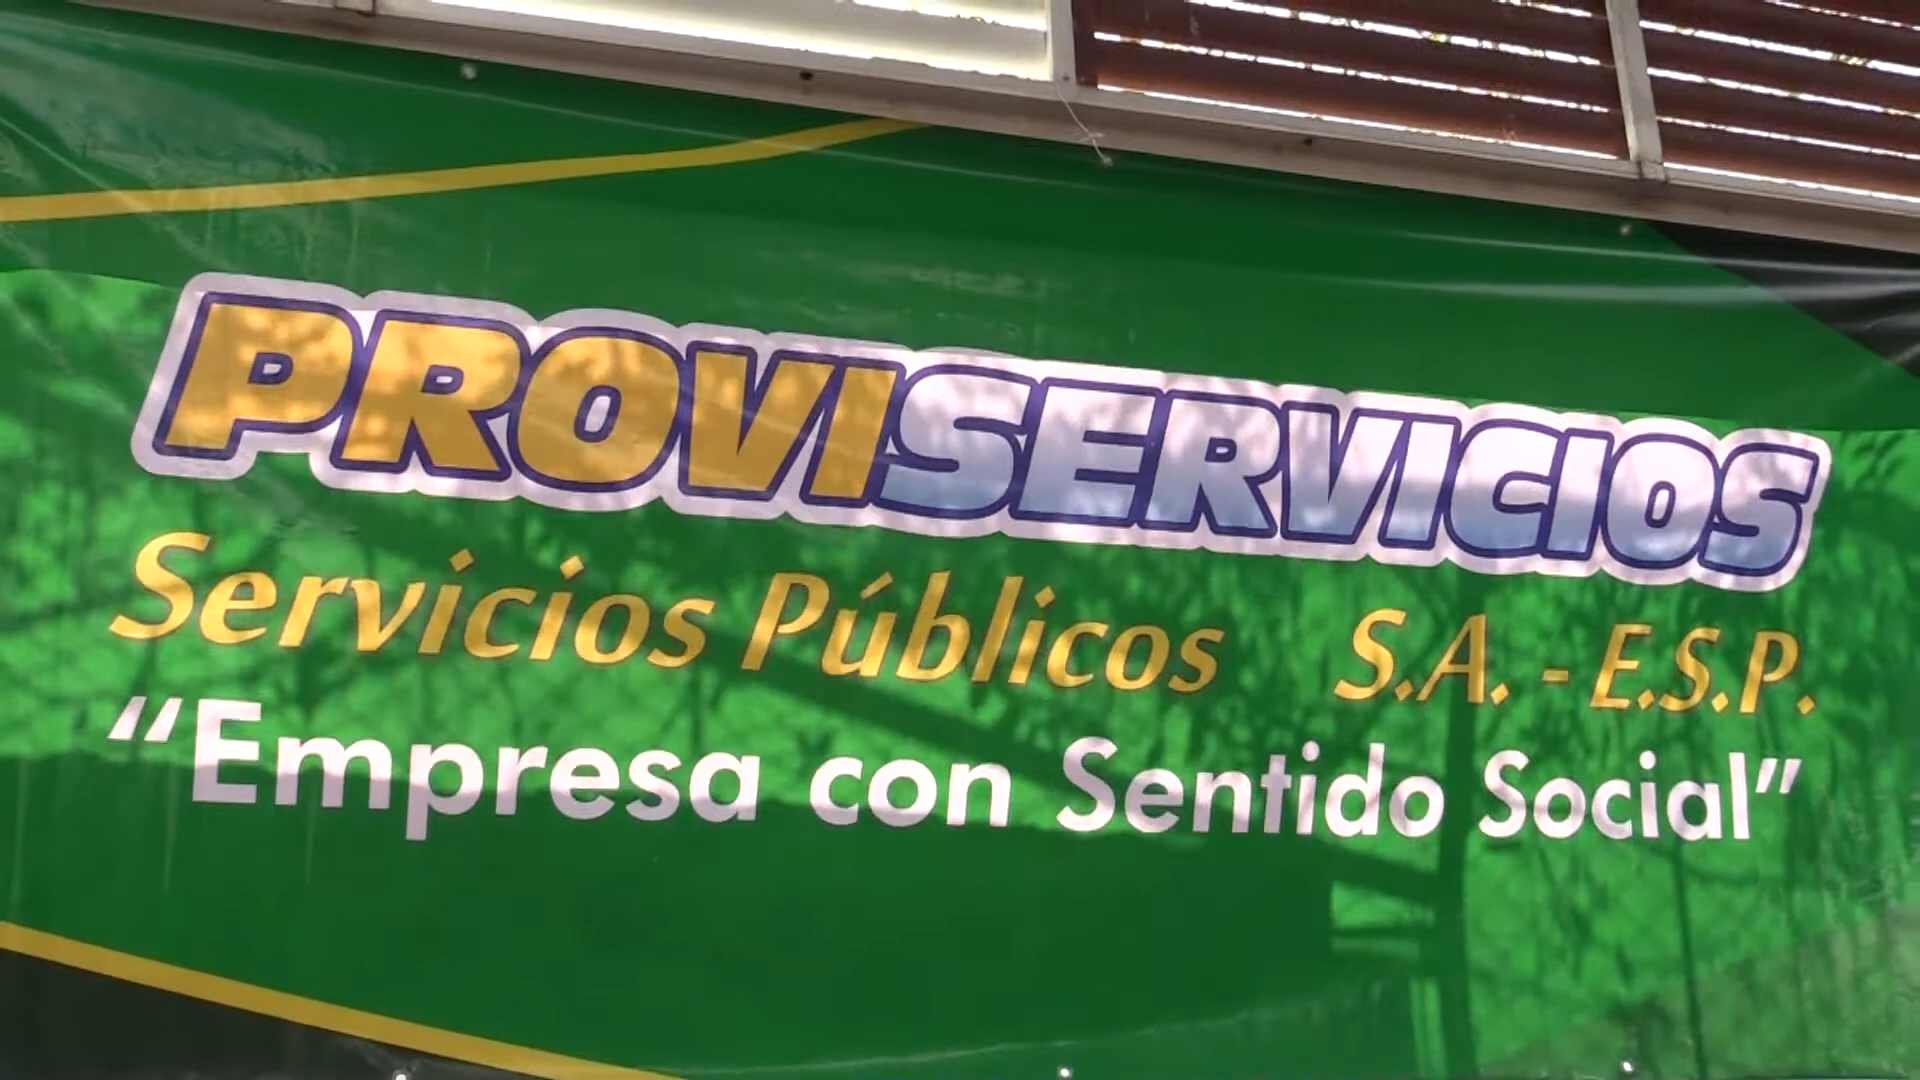 PROVISERVICIOS
Servicios Públicos S.A. - E.S.P.
“Empresa con Sentido Social”